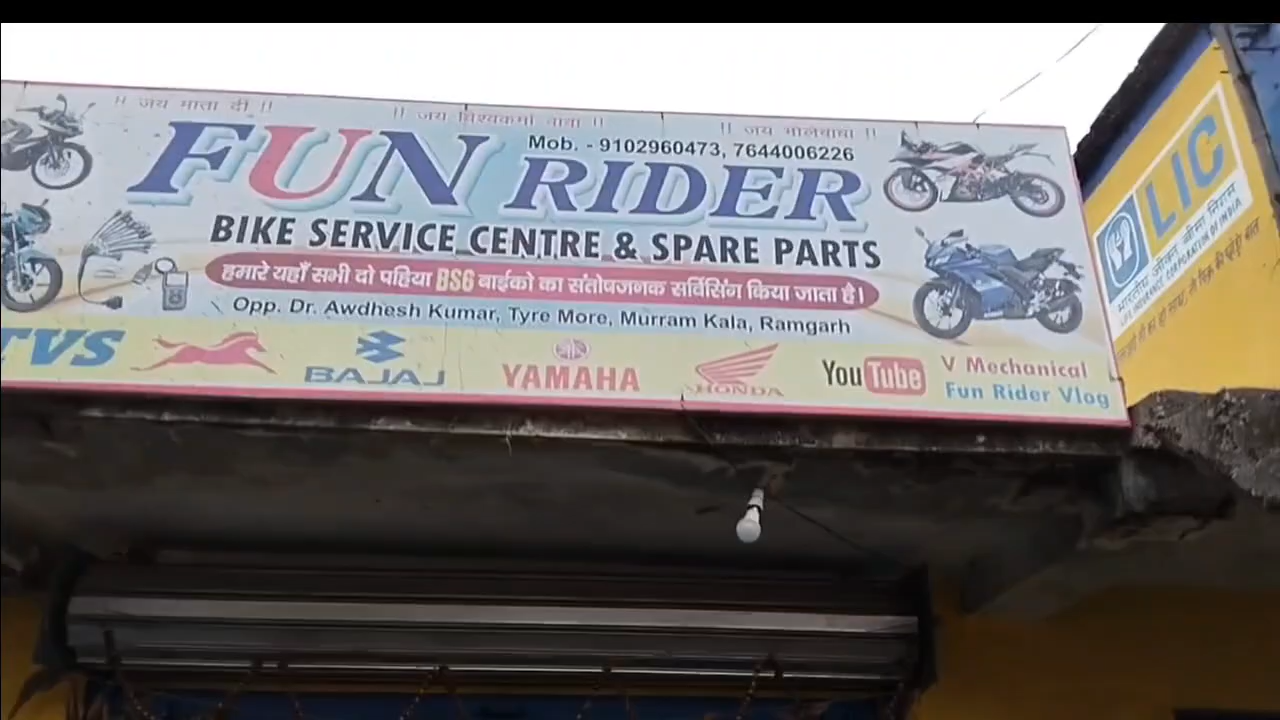 !! जय माता दी !!
!! जय विश्वकर्मा बाबा !!
!! जय भोलेबाबा !!
Mob. - 9102960473, 7644006226
FUN RIDER
BIKE SERVICE CENTRE & SPARE PARTS
हमारे यहाँ सभी दो पहिया BS6 बाईको का संतोषजनक सर्विसिंग किया जाता है।
Opp. Dr. Awdhesh Kumar, Tyre More, Murram Kala, Ramgarh
TVS
BAJAJ
YAMAHA
HONDA
YouTube
V Mechanical
Fun Rider Vlog
LIC
भारतीय जीवन बीमा निगम
LIFE INSURANCE CORPORATION OF INDIA